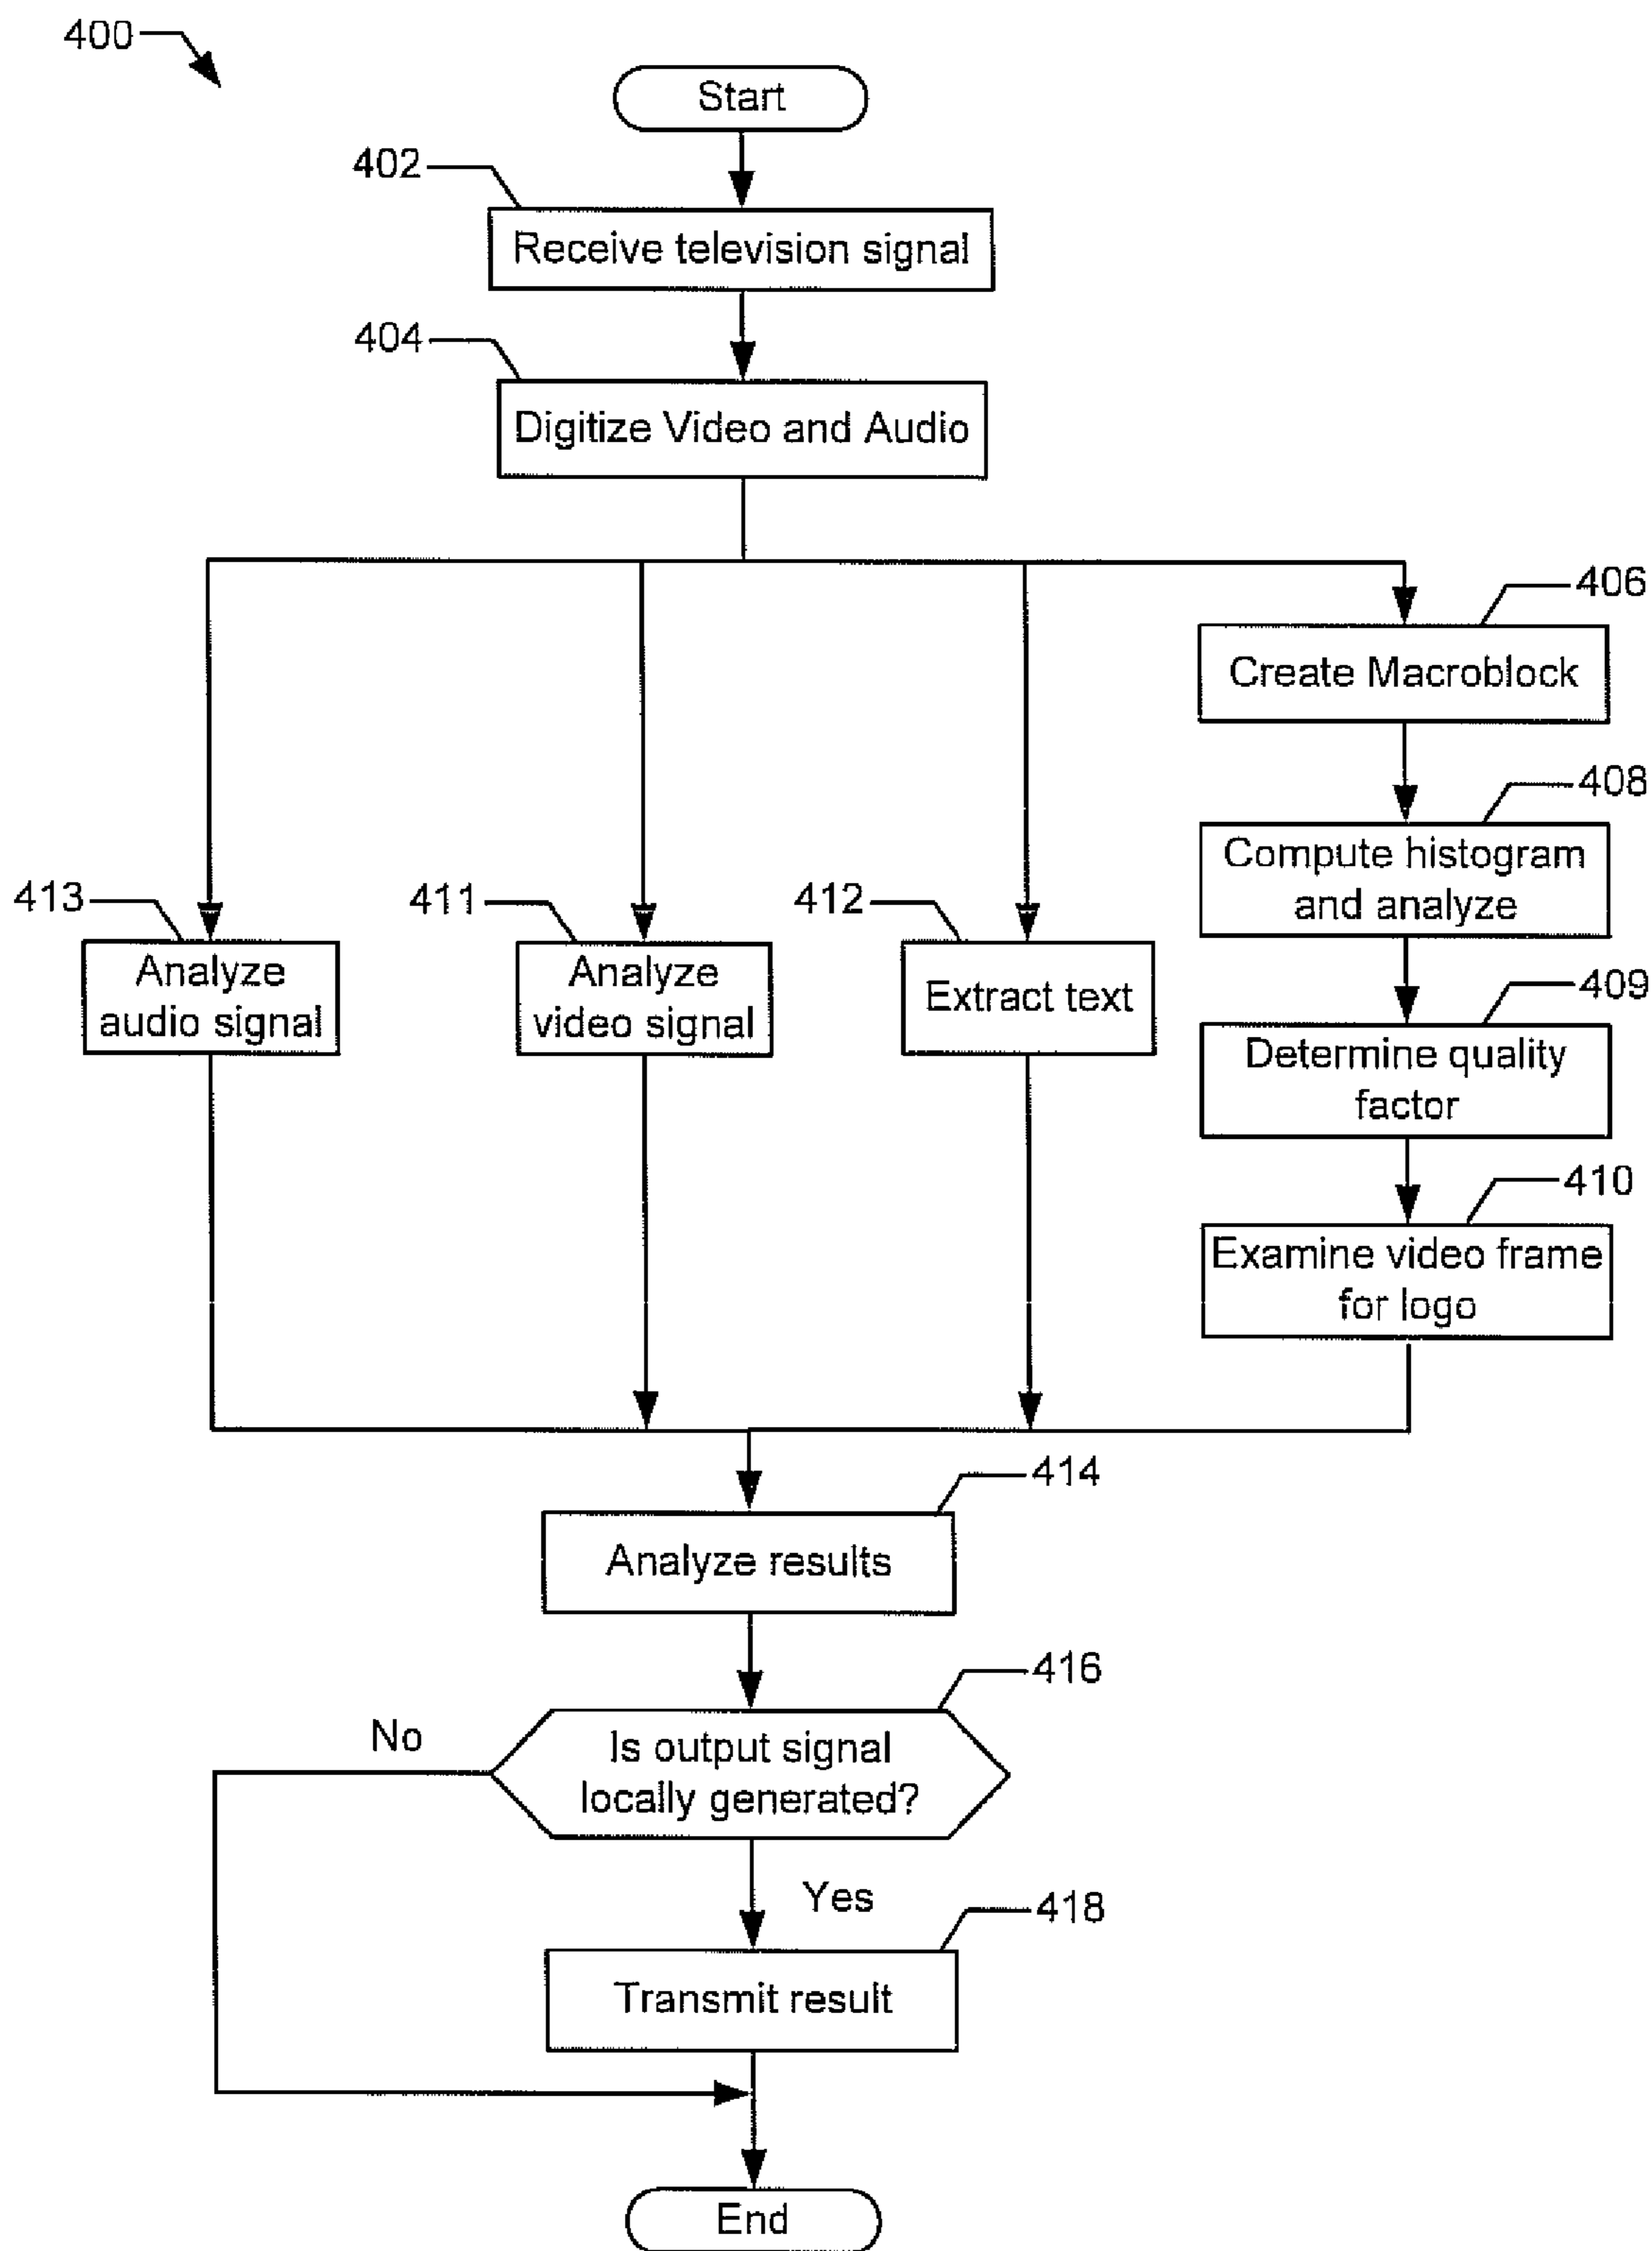 400
Start
402
Receive television signal
404
Digitize Video and Audio
406
Create Macroblock
408
Compute histogram
and analyze
413
Analyze
audio signal
411
Analyze
video signal
412
Extract text
409
Determine quality
factor
410
Examine video frame
for logo
414
Analyze results
416
No
Is output signal
locally generated?
Yes
418
Transmit result
End